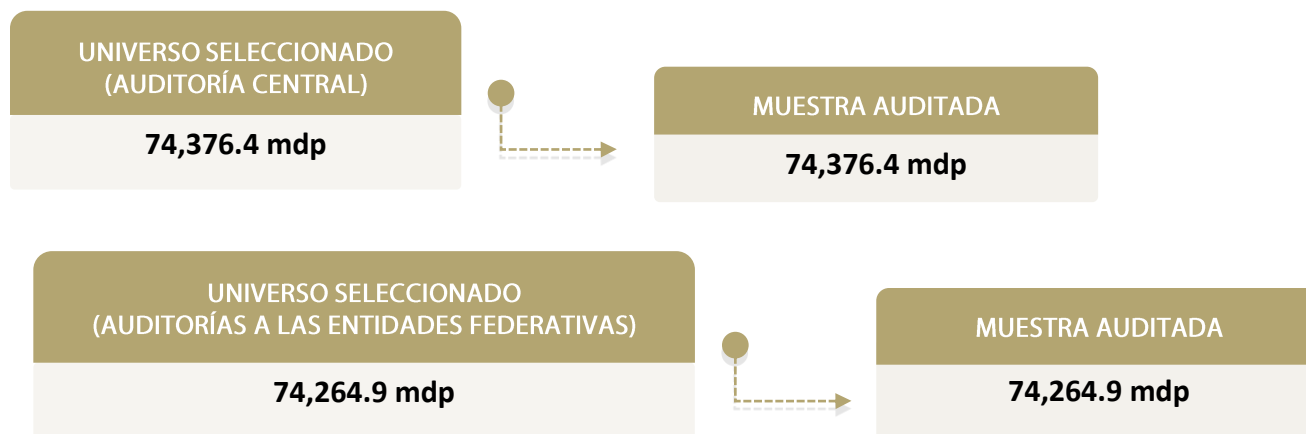 UNIVERSO SELECCIONADO
(AUDITORÍA CENTRAL)
74,376.4 mdp
MUESTRA AUDITADA
74,376.4 mdp
UNIVERSO SELECCIONADO
(AUDITORÍAS A LAS ENTIDADES FEDERATIVAS)
74,264.9 mdp
MUESTRA AUDITADA
74,264.9 mdp